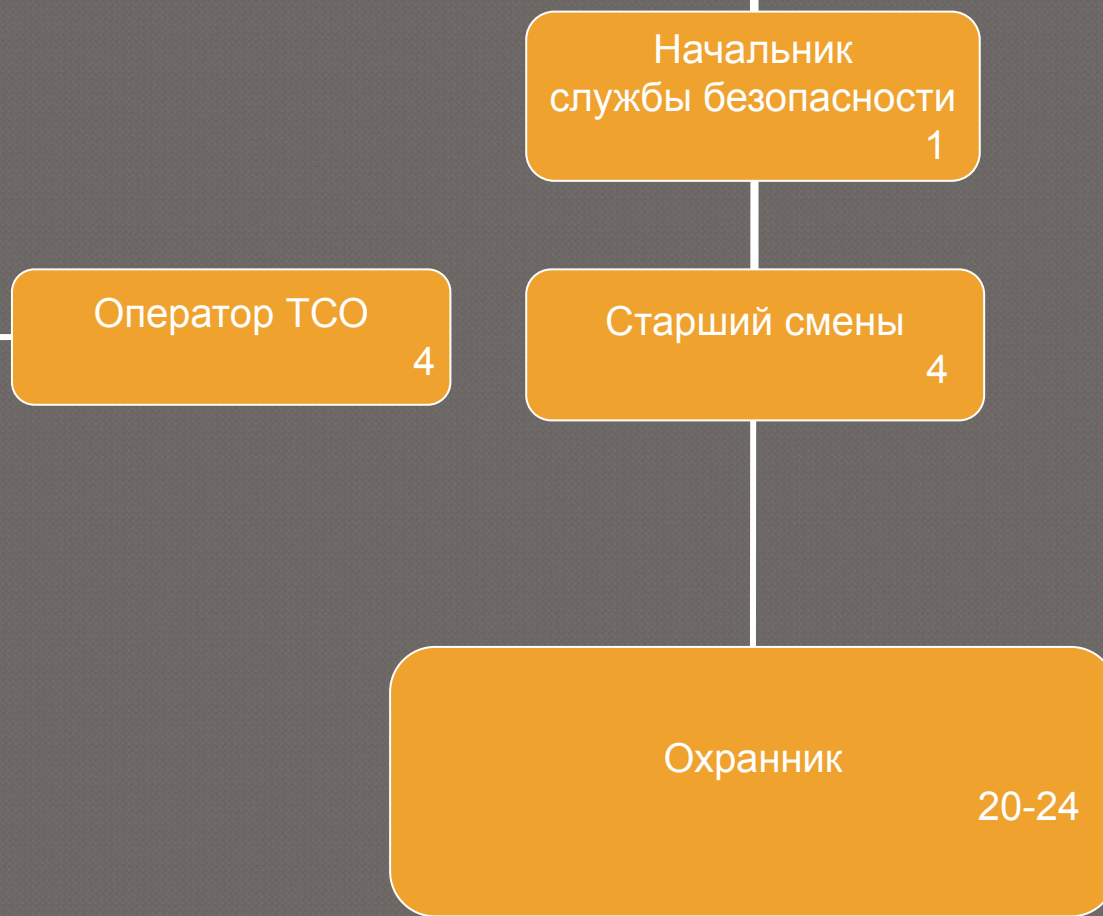 Начальник
службы безопасности
1
Оператор ТСО
4
Старший смены
4
Охранник
20-24